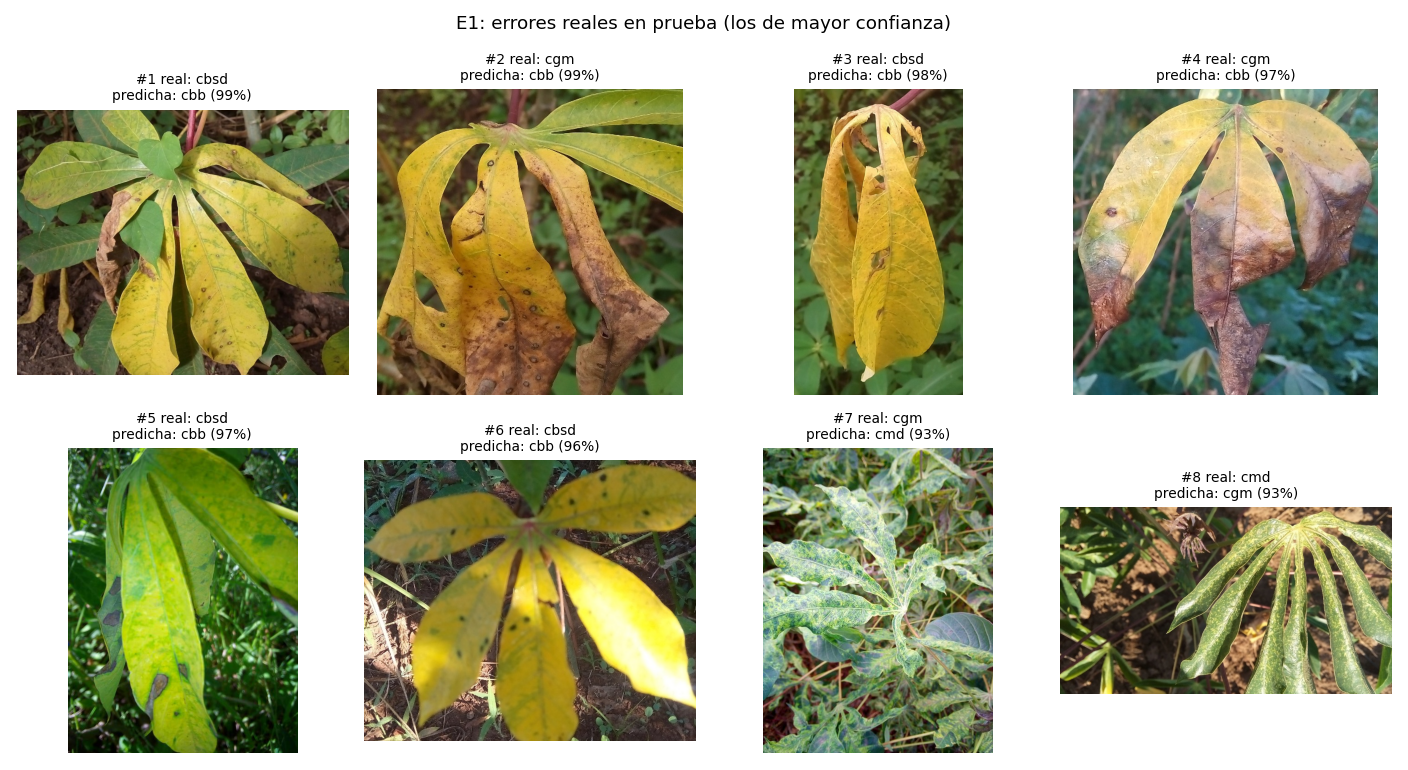 E1: errores reales en prueba (los de mayor confianza)
#1 real: cbsd
predicha: cbb (99%)
#2 real: cgm
predicha: cbb (99%)
#3 real: cbsd
predicha: cbb (98%)
#4 real: cgm
predicha: cbb (97%)
#5 real: cbsd
predicha: cbb (97%)
#6 real: cbsd
predicha: cbb (96%)
#7 real: cgm
predicha: cmd (93%)
#8 real: cmd
predicha: cgm (93%)